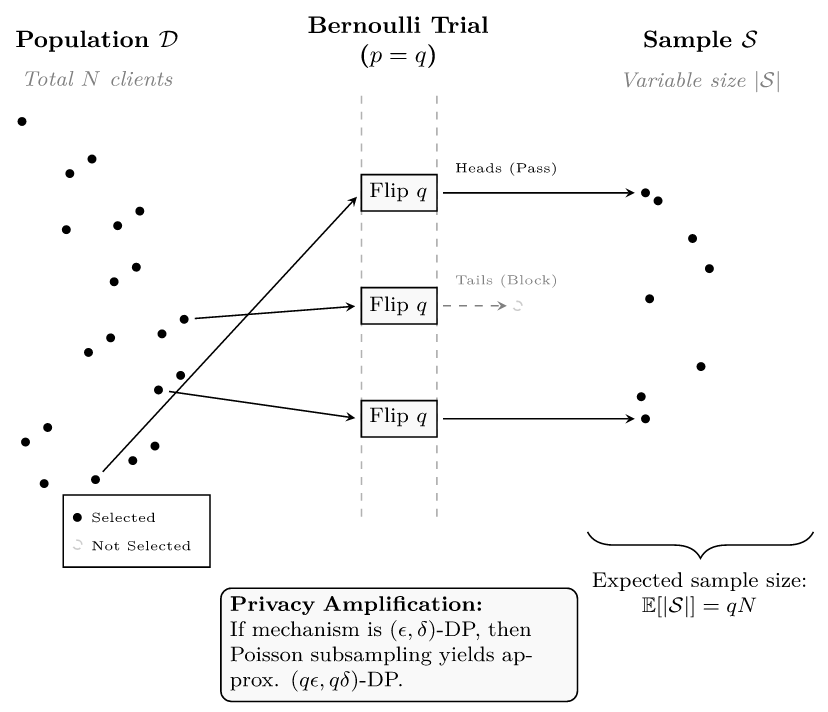 Population 𝒟
Total N clients
Bernoulli Trial
(p = q)
Sample 𝒮
Variable size |𝒮|
Flip q
Heads (Pass)
Flip q
Tails (Block)
Flip q
Selected
Not Selected
Expected sample size:
𝔼[|𝒮|] = qN
Privacy Amplification:
If mechanism is (ϵ, δ)-DP, then
Poisson subsampling yields ap-
prox. (qϵ, qδ)-DP.